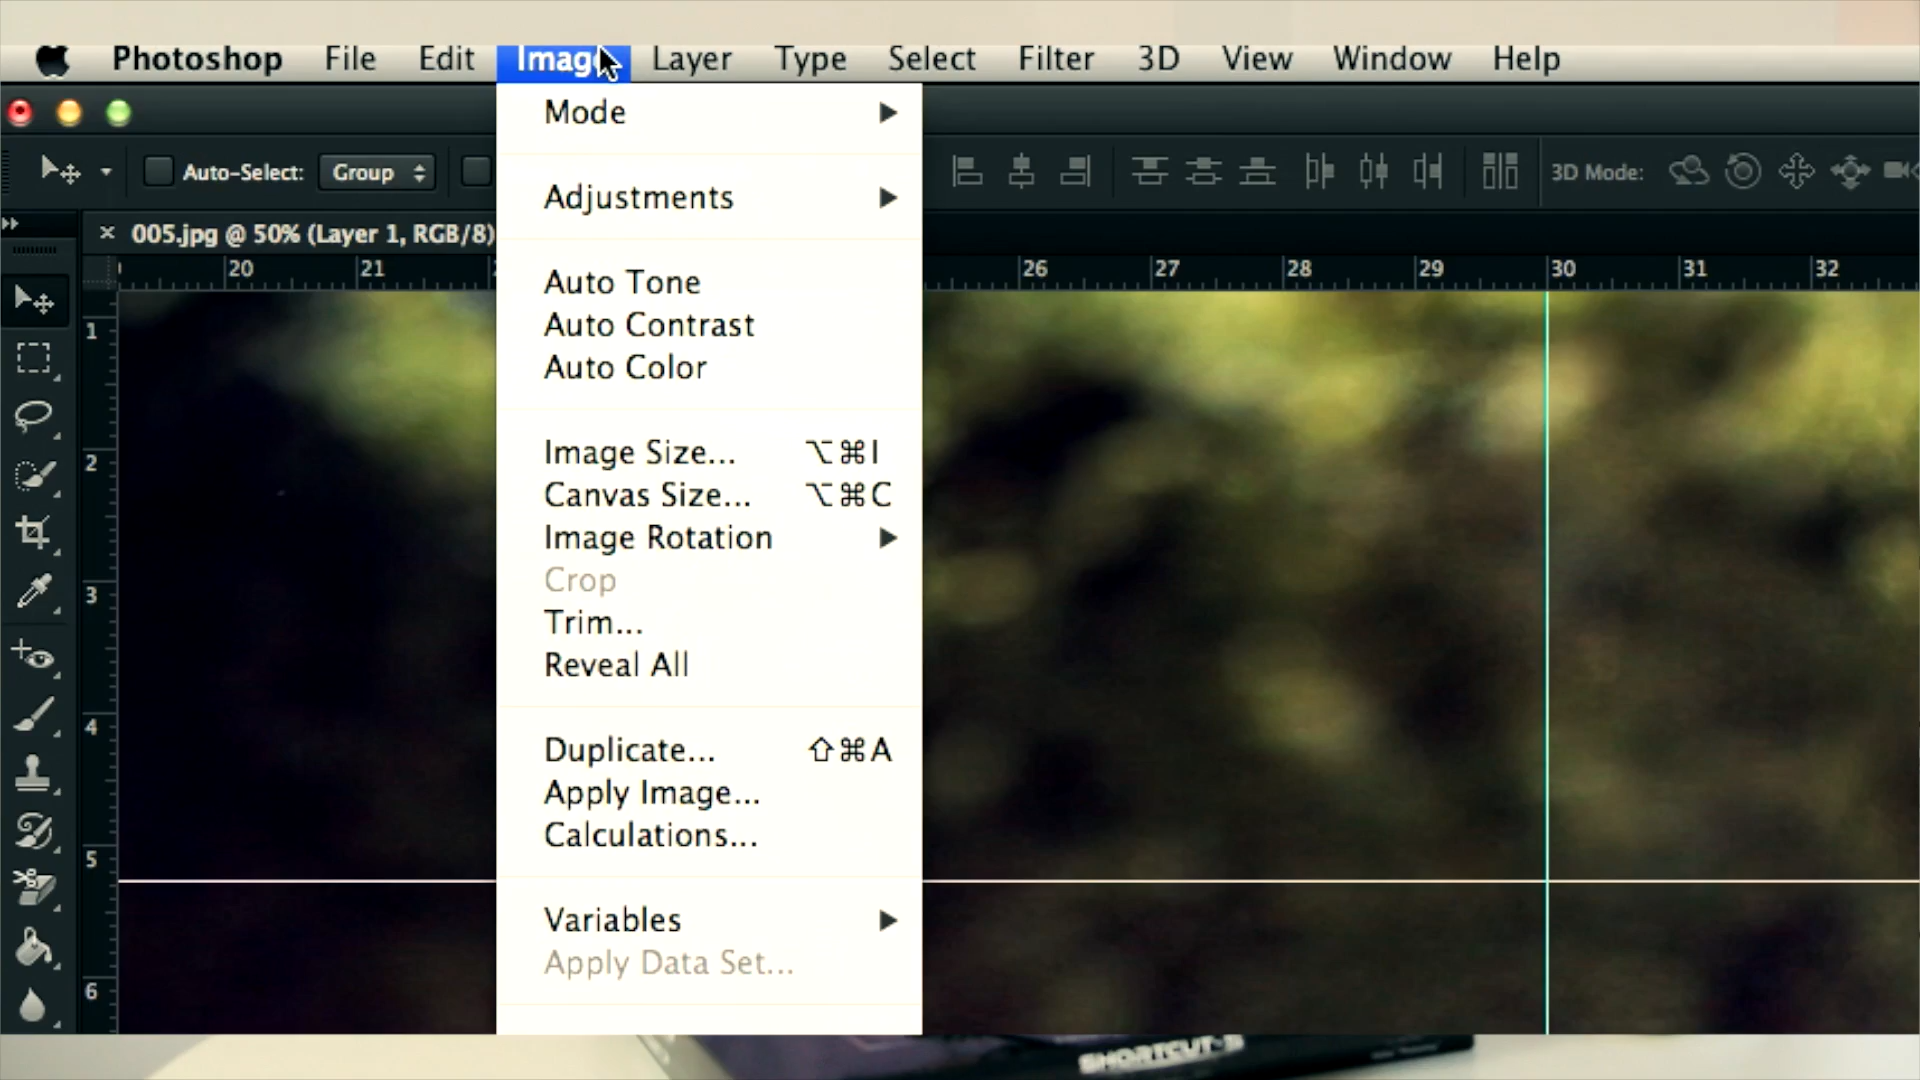 Photoshop File Edit Image Layer Type Select Filter 3D View Window Help
Mode
Auto-Select: Group 3D Mode:
Adjustments
005.jpg @ 50% (Layer 1, RGB/8)
20 21 26 27 28 29 30 31 32
Auto Tone
1
Auto Contrast
Auto Color
Image Size... ⌥⌘I
2
Canvas Size... ⌥⌘C
Image Rotation
Crop
3
Trim...
Reveal All
4
Duplicate... ⇧⌘A
Apply Image...
Calculations...
5
Variables
Apply Data Set...
6
SHORTCUT-S